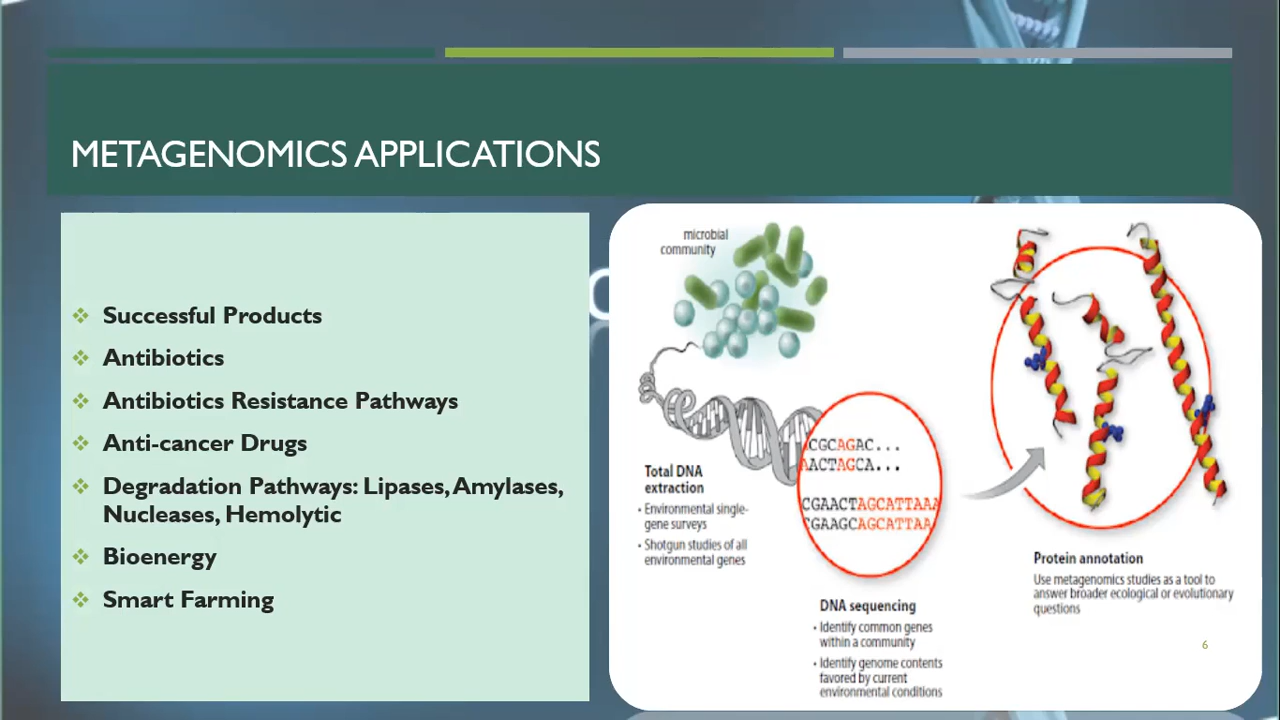 METAGENOMICS APPLICATIONS
Successful Products
Antibiotics
Antibiotics Resistance Pathways
Anti-cancer Drugs
Degradation Pathways: Lipases, Amylases,
Nucleases, Hemolytic
Bioenergy
Smart Farming
microbial
community
CGCAGAC...
AACTAGCA...
CGAACTAGCATTAAA
CGAAGCAGCATTAA
Total DNA
extraction
• Environmental single-
gene surveys
• Shotgun studies of all
environmental genes
DNA sequencing
• Identify common genes
within a community
• Identify genome contents
favored by current
environmental conditions
Protein annotation
Use metagenomics studies as a tool to
answer broader ecological or evolutionary
questions
6